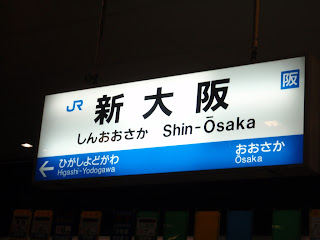 JR 新大阪 阪
しんおおさか Shin-Ōsaka
← ひがしよどがわ おおさか
Higashi-Yodogawa Ōsaka